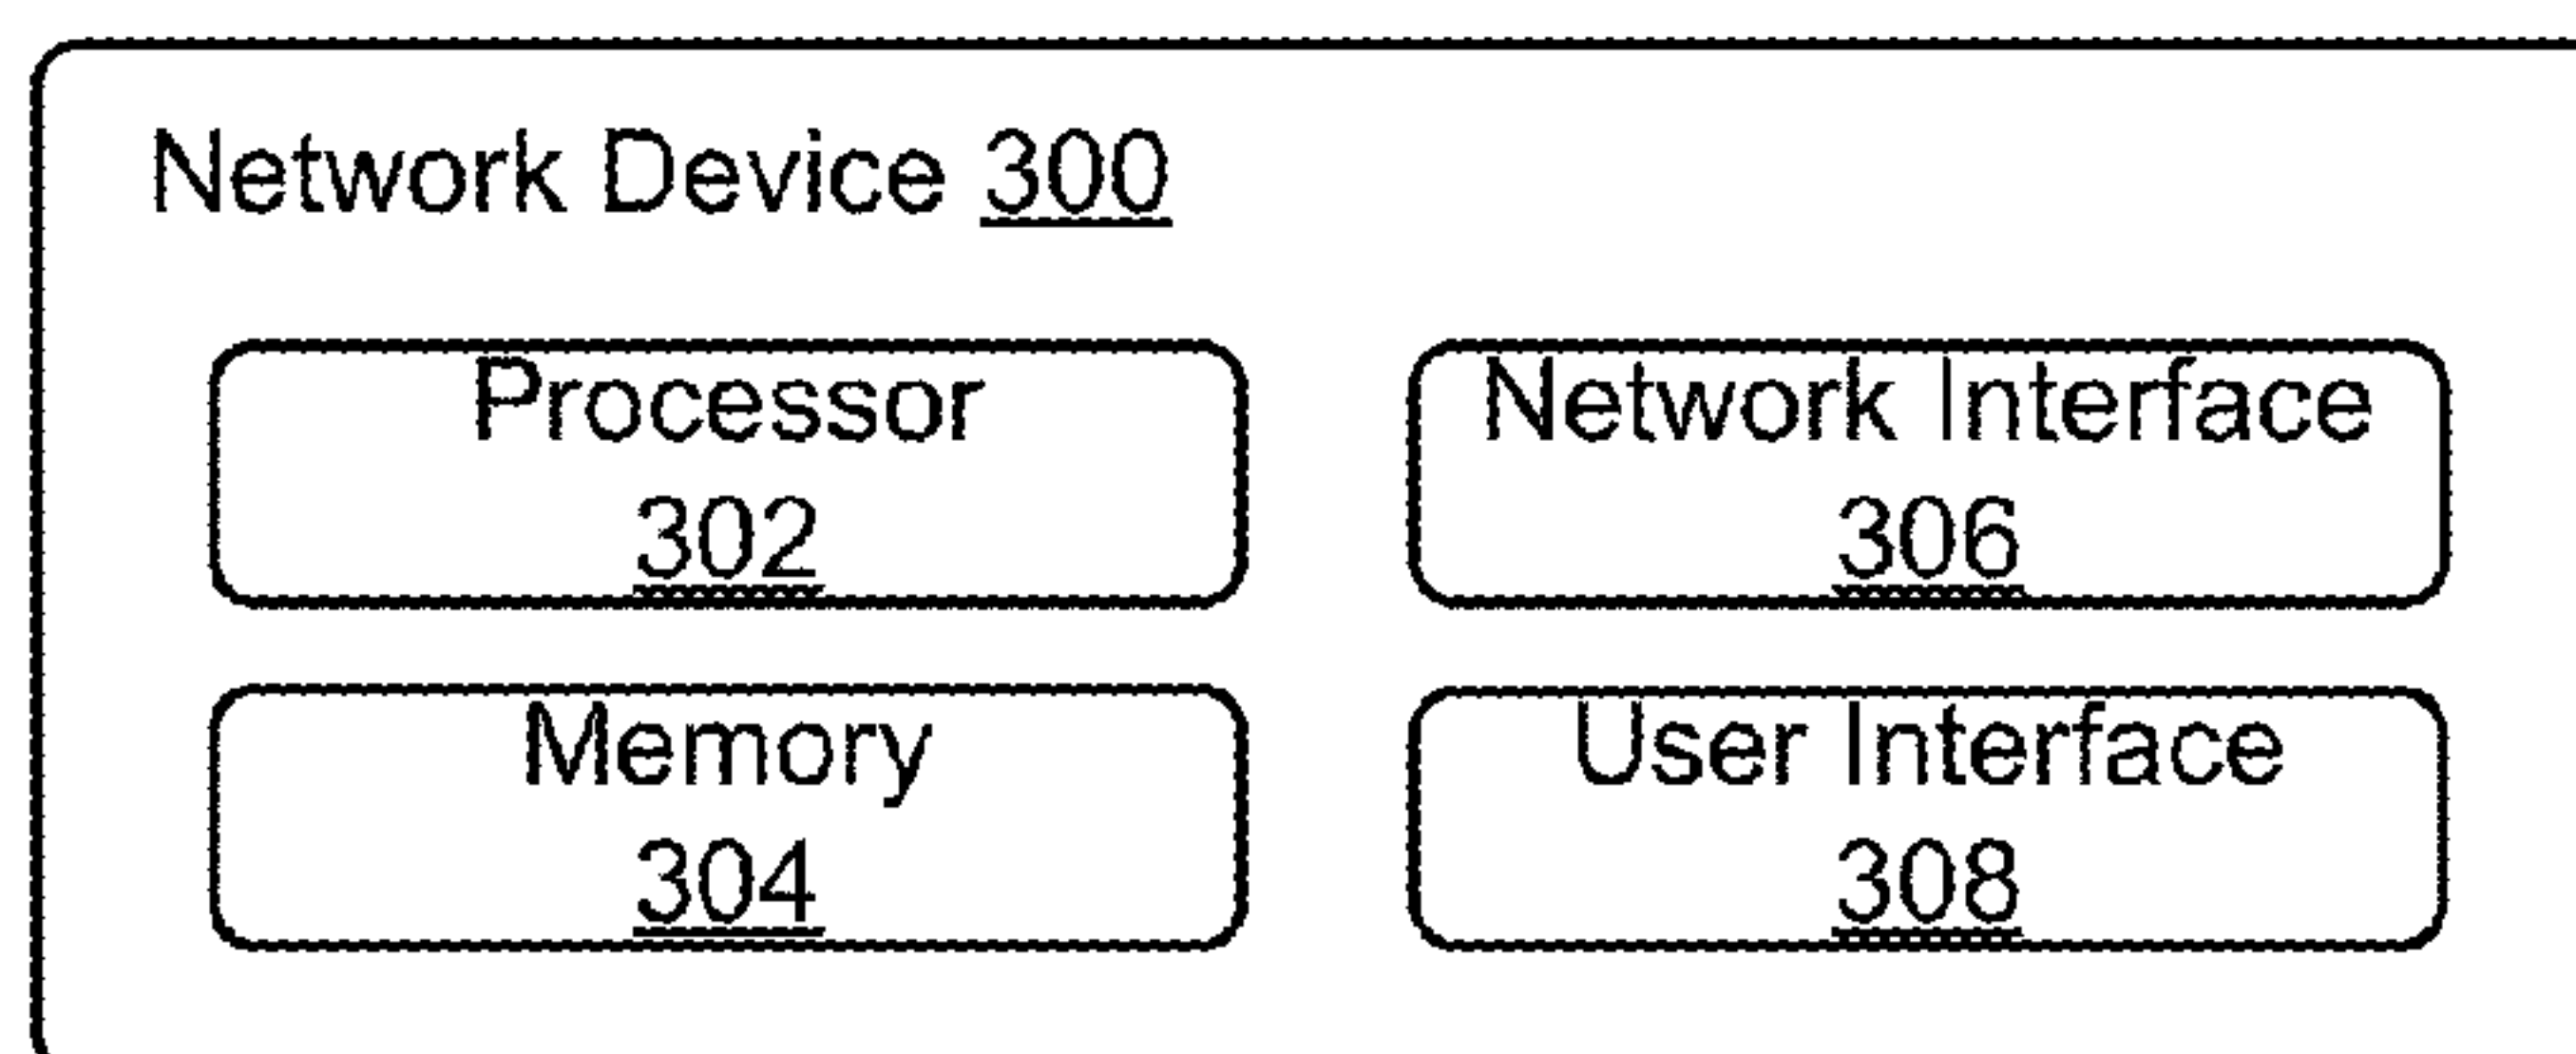 Network Device 300
Processor
302
Network Interface
306
Memory
304
User Interface
308